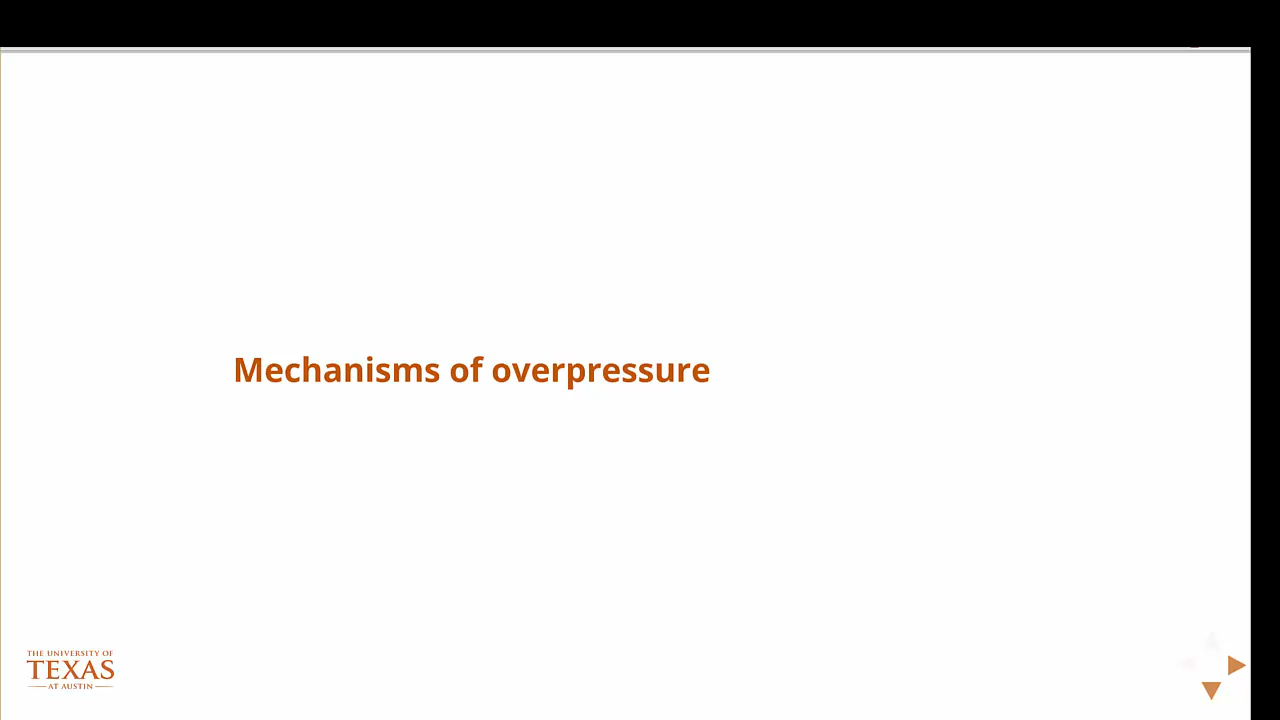 Mechanisms of overpressure
THE UNIVERSITY OF
TEXAS
AT AUSTIN